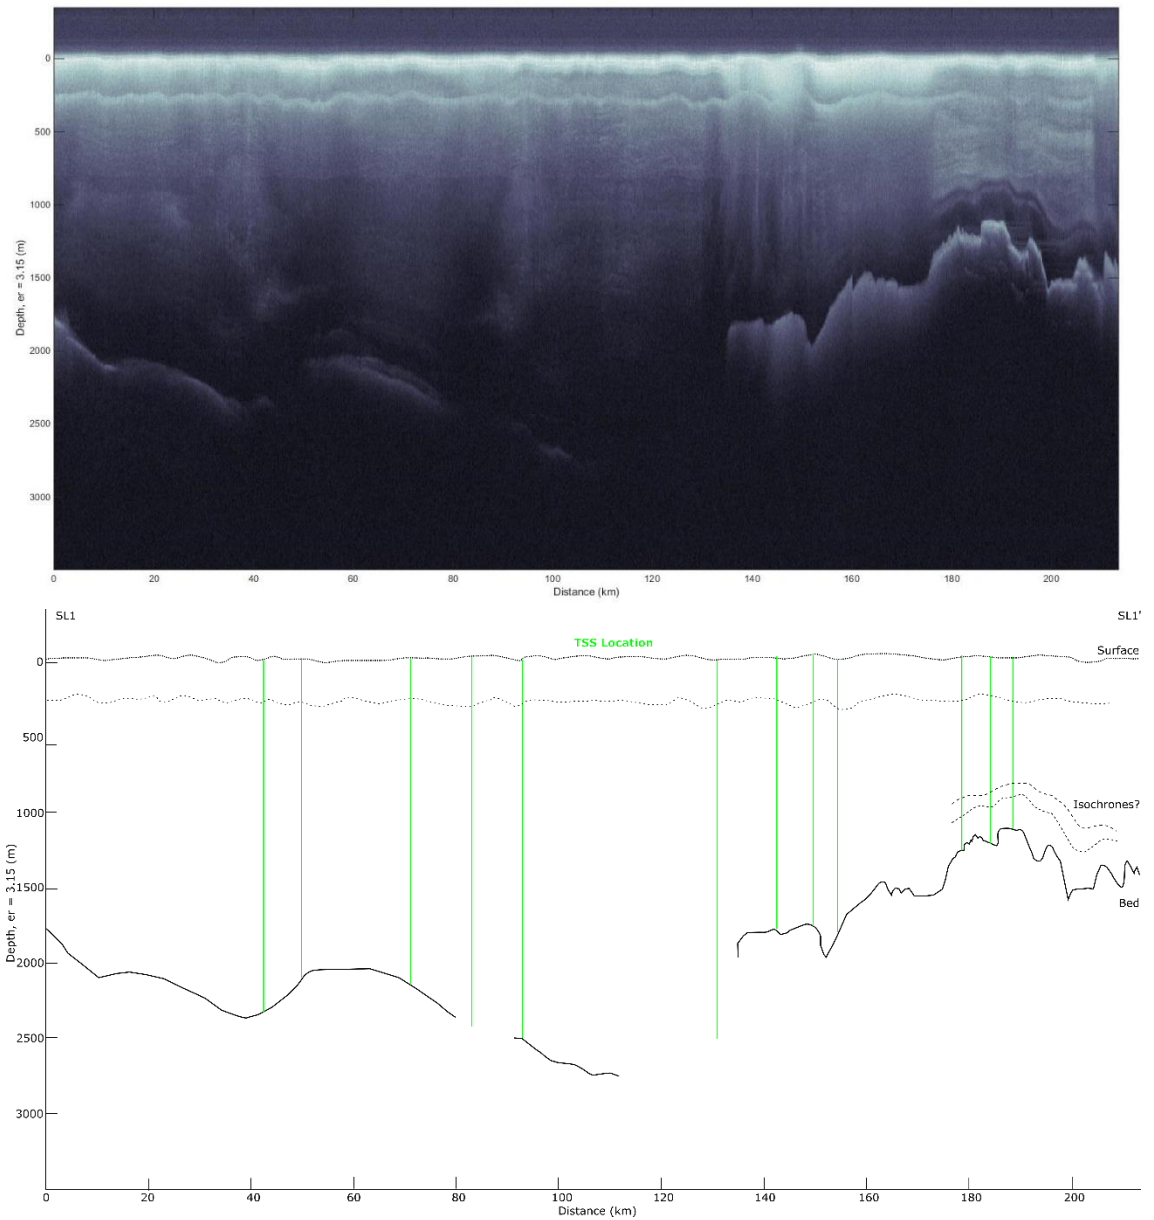 0
500
1000
1500
2000
2500
3000
Depth, er = 3.15 (m)
0 20 40 60 80 100 120 140 160 180 200
Distance (km)
SL1 SL1'
TSS Location
Surface
0
500
Isochrones?
1000
1500
Bed
2000
2500
3000
Depth, er = 3.15 (m)
0 20 40 60 80 100 120 140 160 180 200
Distance (km)